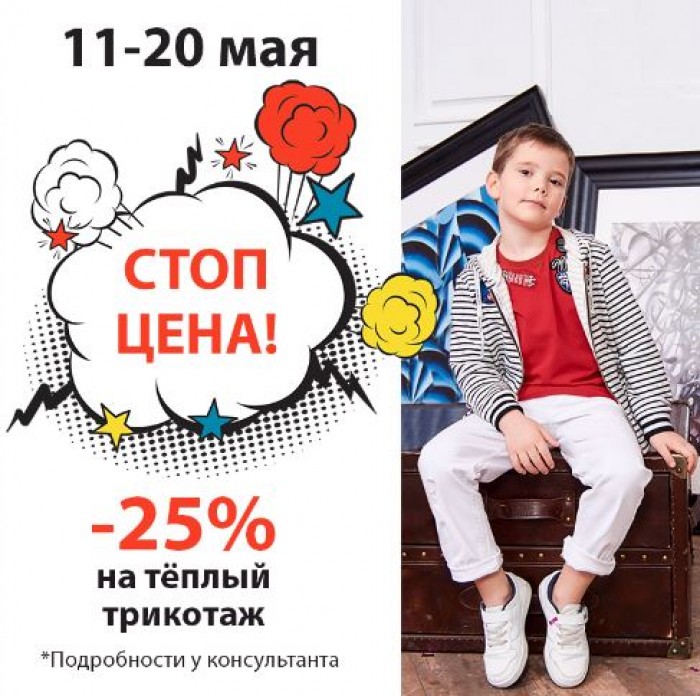 11-20 мая
СТОП
ЦЕНА!
-25%
на тёплый
трикотаж
*Подробности у консультанта